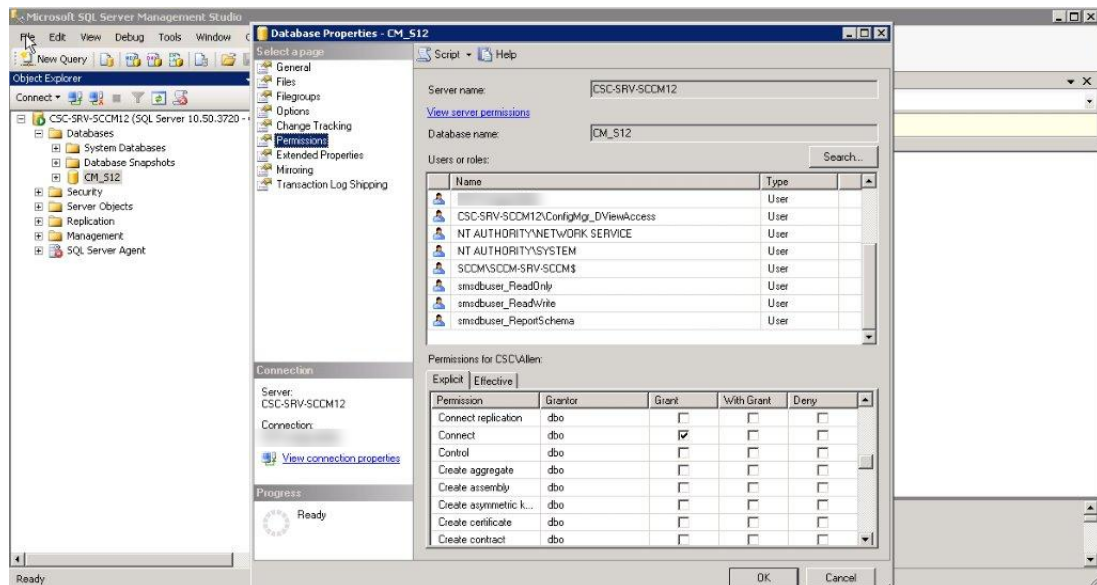 Microsoft SQL Server Management Studio
File Edit View Debug Tools Window
New Query
Object Explorer
Connect
CSC-SRV-SCCM12 (SQL Server 10.50.3720 -
Databases
System Databases
Database Snapshots
CM_S12
Security
Server Objects
Replication
Management
SQL Server Agent
Ready
Database Properties - CM_S12
Select a page
General
Files
Filegroups
Options
Change Tracking
Permissions
Extended Properties
Mirroring
Transaction Log Shipping
Connection
Server:
CSC-SRV-SCCM12
Connection:
View connection properties
Progress
Ready
Script Help
Server name: CSC-SRV-SCCM12
View server permissions
Database name: CM_S12
Users or roles: Search...
Name Type
User
CSC-SRV-SCCM12\ConfigMgr_DViewAccess User
NT AUTHORITY\NETWORK SERVICE User
NT AUTHORITY\SYSTEM User
SCCM\SCCM-SRV-SCCM$ User
smsdbuser_ReadOnly User
smsdbuser_ReadWrite User
smsdbuser_ReportSchema User
Permissions for CSC\Allen:
Explicit Effective
Permission Grantor Grant With Grant Deny
Connect replication dbo
Connect dbo
Control dbo
Create aggregate dbo
Create assembly dbo
Create asymmetric k... dbo
Create certificate dbo
Create contract dbo
OK Cancel